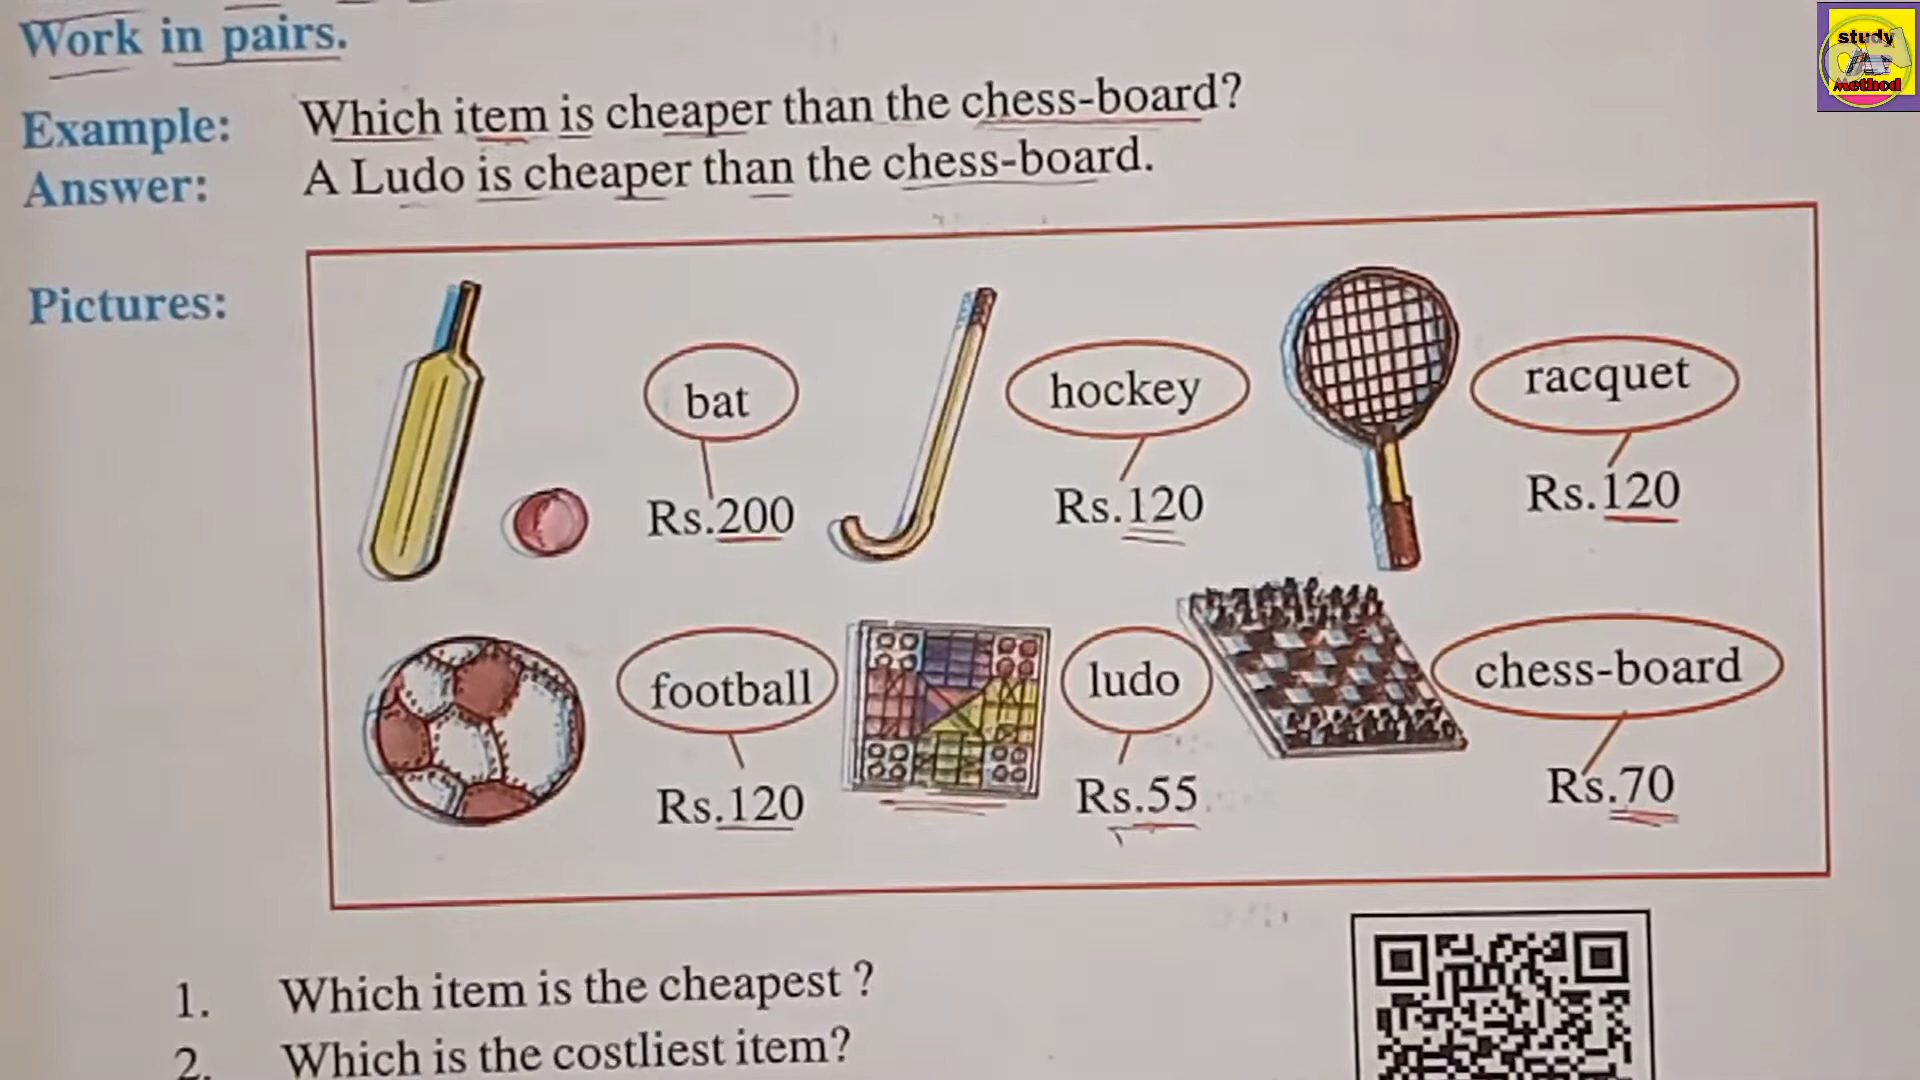 study
Art
Method
Work in pairs.
Example: Which item is cheaper than the chess-board?
Answer: A Ludo is cheaper than the chess-board.
Pictures:
bat hockey racquet
Rs.200 Rs.120 Rs.120
football ludo chess-board
Rs.120 Rs.55 Rs.70
1. Which item is the cheapest ?
2. Which is the costliest item?